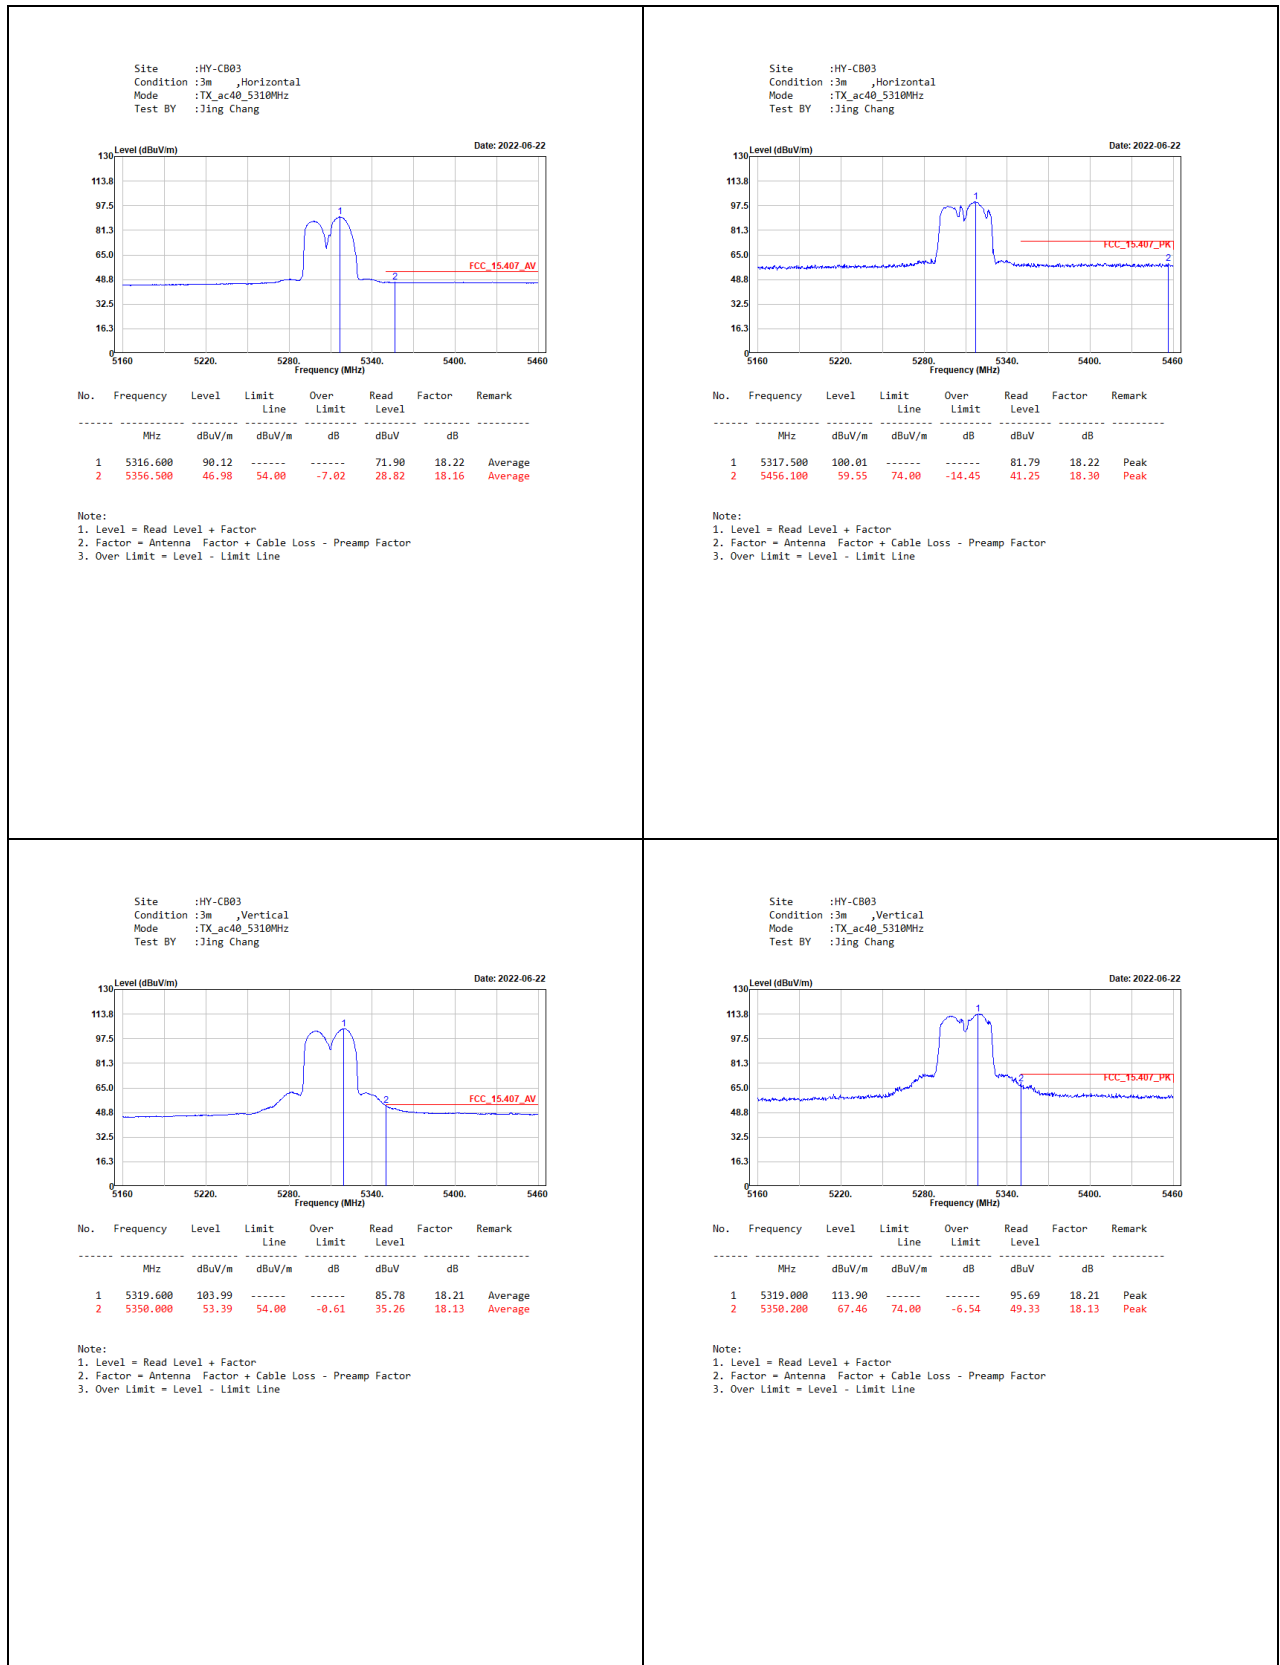 Site      :HY-CB03
Condition :3m    ,Horizontal
Mode      :TX_ac40_5310MHz
Test BY   :Jing Chang
Level (dBuV/m)
Date: 2022-06-22
130
113.8
97.5
81.3
65.0
48.8
32.5
16.3
0
1
2
FCC_15.407_AV
5160 5220. 5280. 5340. 5400. 5460
Frequency (MHz)
No. Frequency Level Limit Over Read Factor Remark
Line Limit Level
------ ----------- -------- -------- -------- -------- -------- ---------
MHz dBuV/m dBuV/m dB dBuV dB
1 5316.600 90.12 ------ ------ 71.90 18.22 Average
2 5356.500 46.98 54.00 -7.02 28.82 18.16 Average
Note:
1. Level = Read Level + Factor
2. Factor = Antenna  Factor + Cable Loss - Preamp Factor
3. Over Limit = Level - Limit Line
Site      :HY-CB03
Condition :3m    ,Horizontal
Mode      :TX_ac40_5310MHz
Test BY   :Jing Chang
Level (dBuV/m)
Date: 2022-06-22
130
113.8
97.5
81.3
65.0
48.8
32.5
16.3
0
1
FCC_15.407_PK
2
5160 5220. 5280. 5340. 5400. 5460
Frequency (MHz)
No. Frequency Level Limit Over Read Factor Remark
Line Limit Level
------ ----------- -------- -------- -------- -------- -------- ---------
MHz dBuV/m dBuV/m dB dBuV dB
1 5317.500 100.01 ------ ------ 81.79 18.22 Peak
2 5456.100 59.55 74.00 -14.45 41.25 18.30 Peak
Note:
1. Level = Read Level + Factor
2. Factor = Antenna  Factor + Cable Loss - Preamp Factor
3. Over Limit = Level - Limit Line
Site      :HY-CB03
Condition :3m    ,Vertical
Mode      :TX_ac40_5310MHz
Test BY   :Jing Chang
Level (dBuV/m)
Date: 2022-06-22
130
113.8
97.5
81.3
65.0
48.8
32.5
16.3
0
1
2
FCC_15.407_AV
5160 5220. 5280. 5340. 5400. 5460
Frequency (MHz)
No. Frequency Level Limit Over Read Factor Remark
Line Limit Level
------ ----------- -------- -------- -------- -------- -------- --------
MHz dBuV/m dBuV/m dB dBuV dB
1 5319.600 103.99 ------ ------ 85.78 18.21 Average
2 5350.000 53.39 54.00 -0.61 35.26 18.13 Average
Note:
1. Level = Read Level + Factor
2. Factor = Antenna  Factor + Cable Loss - Preamp Factor
3. Over Limit = Level - Limit Line
Site      :HY-CB03
Condition :3m    ,Vertical
Mode      :TX_ac40_5310MHz
Test BY   :Jing Chang
Level (dBuV/m)
Date: 2022-06-22
130
113.8
97.5
81.3
65.0
48.8
32.5
16.3
0
1
2
FCC_15.407_PK
5160 5220. 5280. 5340. 5400. 5460
Frequency (MHz)
No. Frequency Level Limit Over Read Factor Remark
Line Limit Level
------ ----------- -------- -------- -------- -------- -------- ---------
MHz dBuV/m dBuV/m dB dBuV dB
1 5319.000 113.90 ------ ------ 95.69 18.21 Peak
2 5350.200 67.46 74.00 -6.54 49.33 18.13 Peak
Note:
1. Level = Read Level + Factor
2. Factor = Antenna  Factor + Cable Loss - Preamp Factor
3. Over Limit = Level - Limit Line